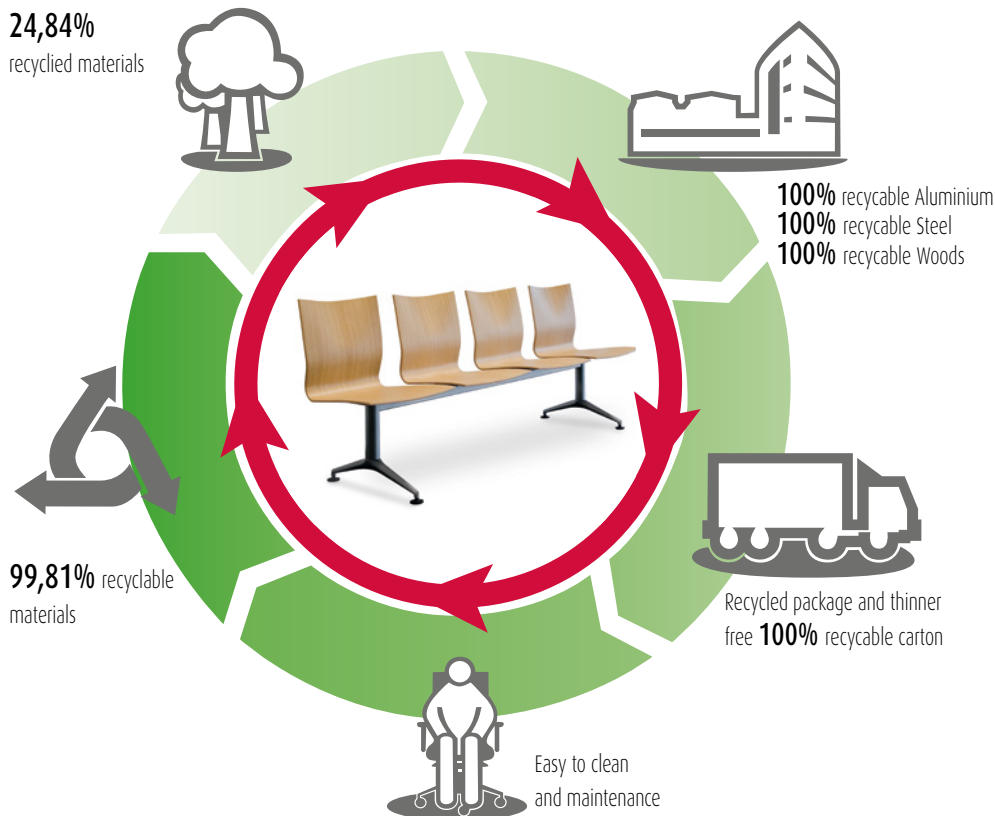 24,84%
recyclied materials
100% recycable Aluminium
100% recycable Steel
100% recycable Woods
Recycled package and thinner
free 100% recycable carton
Easy to clean
and maintenance
99,81% recyclable
materials